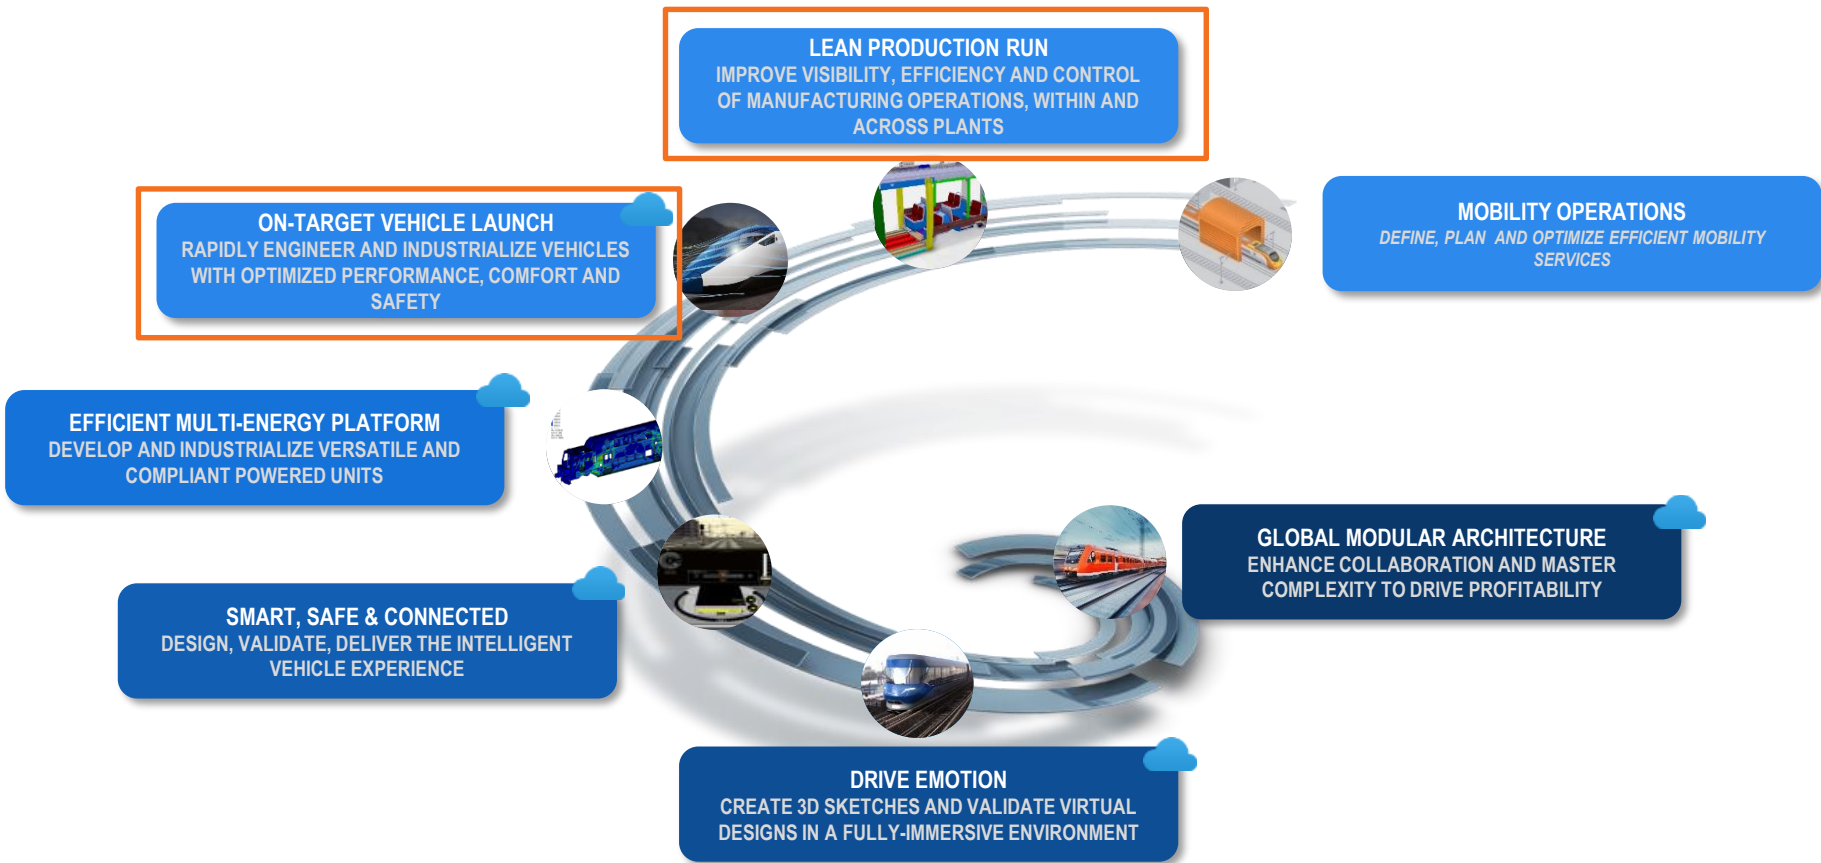 LEAN PRODUCTION RUN
IMPROVE VISIBILITY, EFFICIENCY AND CONTROL
OF MANUFACTURING OPERATIONS, WITHIN AND
ACROSS PLANTS
ON-TARGET VEHICLE LAUNCH
RAPIDLY ENGINEER AND INDUSTRIALIZE VEHICLES
WITH OPTIMIZED PERFORMANCE, COMFORT AND
SAFETY
MOBILITY OPERATIONS
DEFINE, PLAN AND OPTIMIZE EFFICIENT MOBILITY
SERVICES
EFFICIENT MULTI-ENERGY PLATFORM
DEVELOP AND INDUSTRIALIZE VERSATILE AND
COMPLIANT POWERED UNITS
GLOBAL MODULAR ARCHITECTURE
ENHANCE COLLABORATION AND MASTER
COMPLEXITY TO DRIVE PROFITABILITY
SMART, SAFE & CONNECTED
DESIGN, VALIDATE, DELIVER THE INTELLIGENT
VEHICLE EXPERIENCE
DRIVE EMOTION
CREATE 3D SKETCHES AND VALIDATE VIRTUAL
DESIGNS IN A FULLY-IMMERSIVE ENVIRONMENT